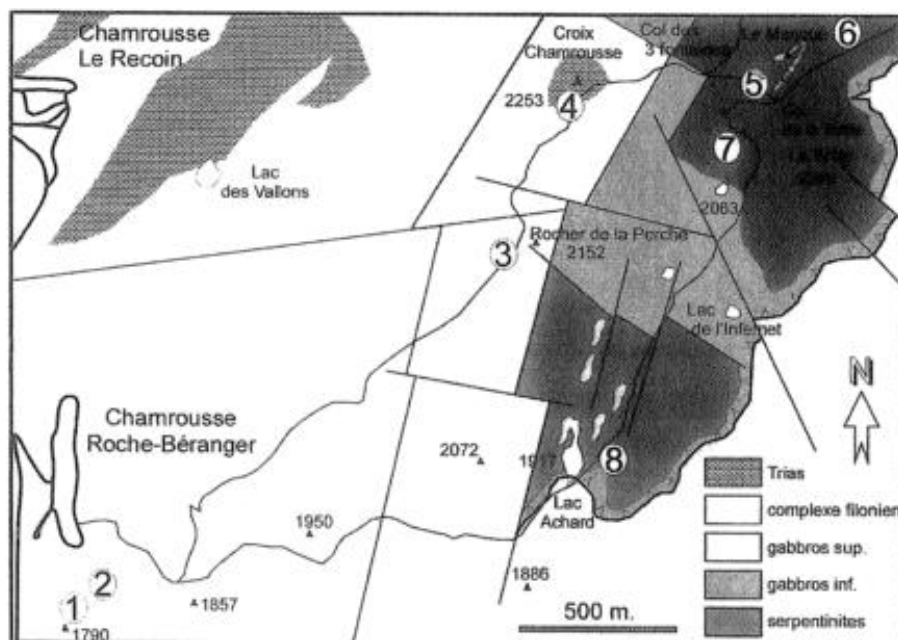 Chamrousse
Le Recoin
Croix
Chamrousse
Col des
3 fontaines
6
5
2253
4
7
Lac
des Vallons
2063
Rocher de la Perche
2152
3
Lac
de l'Infernet
N
Chamrousse
Roche-Béranger
2072
1917
8
Lac
Achard
1950
1886
2
1
1790
1857
500 m.
Trias
complexe filonien
gabbros sup.
gabbros inf.
serpentinites